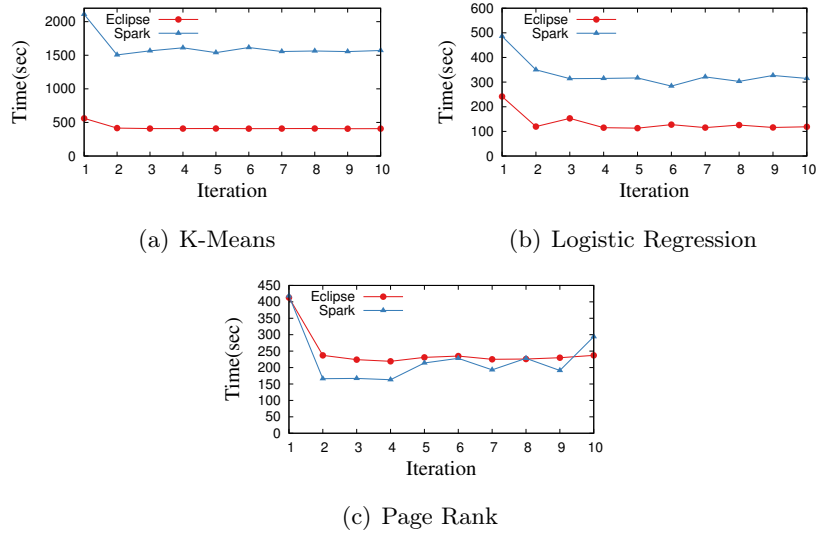 Eclipse
Spark
Time(sec)
2000
1500
1000
500
0
1 2 3 4 5 6 7 8 9 10
Iteration
(a) K-Means
Eclipse
Spark
Time(sec)
600
500
400
300
200
100
0
1 2 3 4 5 6 7 8 9 10
Iteration
(b) Logistic Regression
Eclipse
Spark
Time(sec)
450
400
350
300
250
200
150
100
50
0
1 2 3 4 5 6 7 8 9 10
Iteration
(c) Page Rank